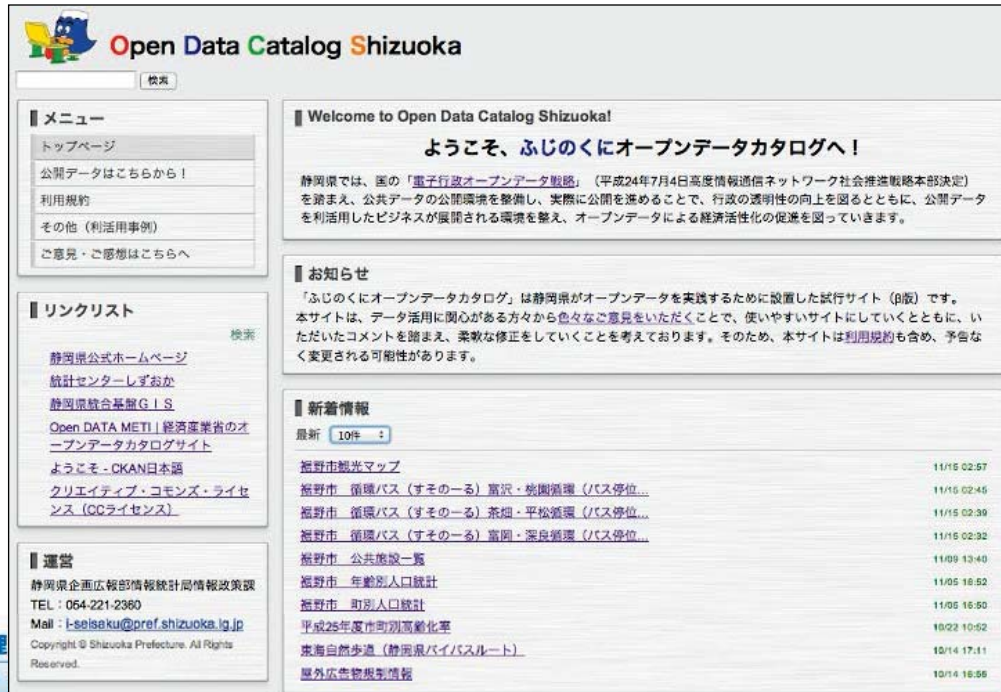 Open Data Catalog Shizuoka
検索
メニュー
トップページ
公開データはこちらから！
利用規約
その他（利活用事例）
ご意見・ご感想はこちらへ
リンクリスト
検索
静岡県公式ホームページ
統計センターしずおか
静岡県統合基盤ＧＩＳ
Open DATA METI | 経済産業省のオ
ープンデータカタログサイト
ようこそ - CKAN日本語
クリエイティブ・コモンズ・ライセ
ンス（CCライセンス）
運営
静岡県企画広報部情報統計局情報政策課
TEL：054-221-2360
Mail：i-seisaku@pref.shizuoka.lg.jp
Copyright © Shizuoka Prefecture. All Rights
Reserved.
Welcome to Open Data Catalog Shizuoka!
ようこそ、ふじのくにオープンデータカタログへ！
静岡県では、国の「電子行政オープンデータ戦略」（平成24年7月4日高度情報通信ネットワーク社会推進戦略本部決定）
を踏まえ、公共データの公開環境を整備し、実際に公開を進めることで、行政の透明性の向上を図るとともに、公開データ
を利活用したビジネスが展開される環境を整え、オープンデータによる経済活性化の促進を図っていきます。
お知らせ
「ふじのくにオープンデータカタログ」は静岡県がオープンデータを実践するために設置した試行サイト（β版）です。
本サイトは、データ活用に関心がある方々から色々なご意見をいただくことで、使いやすいサイトにしていくとともに、い
ただいたコメントを踏まえ、柔軟な修正をしていくことを考えております。そのため、本サイトは利用規約も含め、予告な
く変更される可能性があります。
新着情報
最新 10件
裾野市観光マップ 11/15 02:57
裾野市　循環バス（すそのーる）富沢・桃園循環（バス停位... 11/15 02:45
裾野市　循環バス（すそのーる）茶畑・平松循環（バス停位... 11/15 02:39
裾野市　循環バス（すそのーる）富岡・深良循環（バス停位... 11/15 02:32
裾野市　公共施設一覧 11/09 13:40
裾野市　年齢別人口統計 11/05 16:52
裾野市　町別人口統計 11/05 16:50
平成25年度市町別高齢化率 10/22 10:52
東海自然歩道（静岡県バイパスルート） 10/14 17:11
屋外広告物規制情報 10/14 16:55